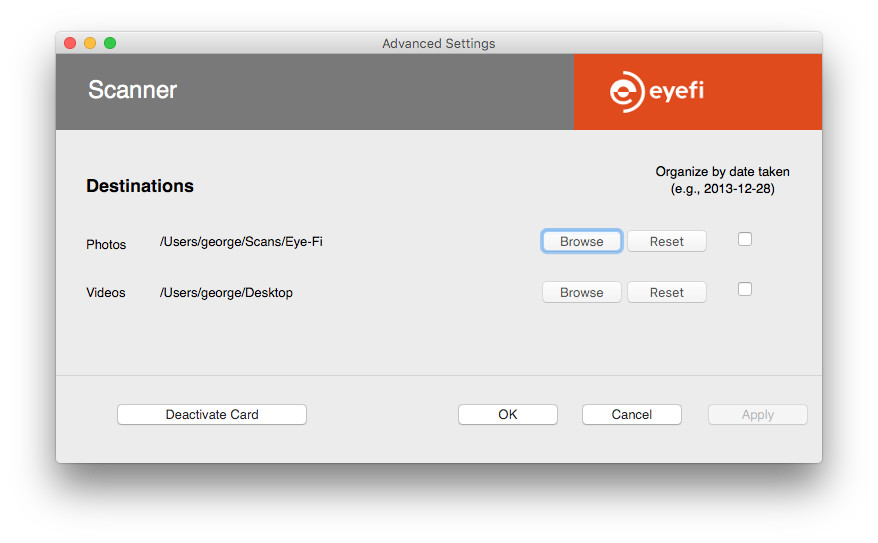 Advanced Settings
Scanner
eyefi
Organize by date taken
(e.g., 2013-12-28)
Destinations
Photos /Users/george/Scans/Eye-Fi Browse Reset
Videos /Users/george/Desktop Browse Reset
Deactivate Card OK Cancel Apply